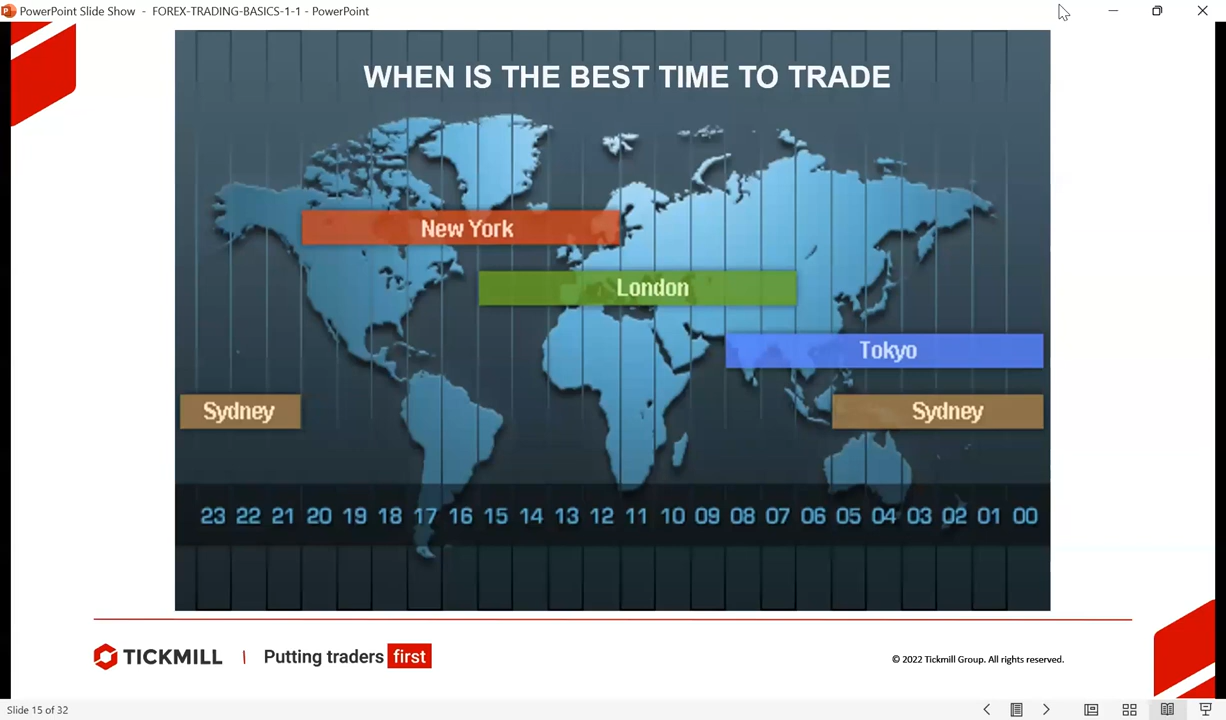 PowerPoint Slide Show - FOREX-TRADING-BASICS-1-1 - PowerPoint
WHEN IS THE BEST TIME TO TRADE
New York
London
Tokyo
Sydney
Sydney
23 22 21 20 19 18 17 16 15 14 13 12 11 10 09 08 07 06 05 04 03 02 01 00
TICKMILL | Putting traders first
© 2022 Tickmill Group. All rights reserved.
Slide 15 of 32